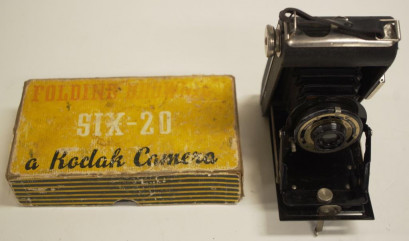 FOLDING BROWNIE
SIX-20
a Kodak Camera